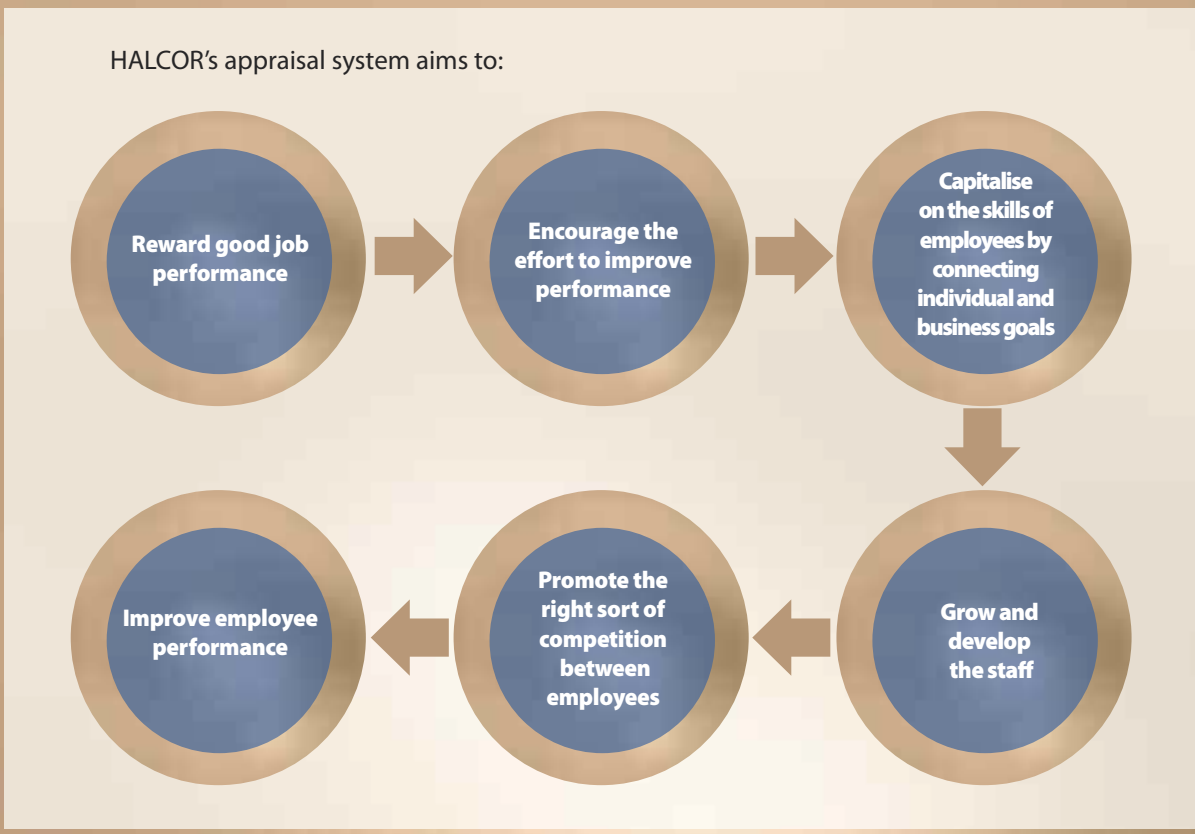 HALCOR’s appraisal system aims to:
Reward good job
performance
Encourage the
effort to improve
performance
Capitalise
on the skills of
employees by
connecting
individual and
business goals
Grow and
develop
the staff
Promote the
right sort of
competition
between
employees
Improve employee
performance